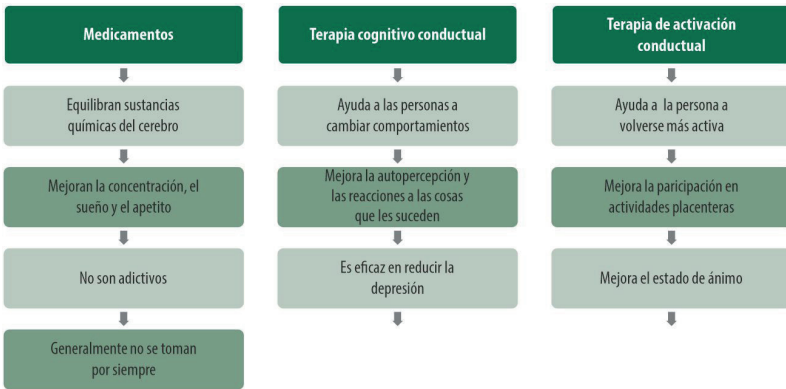 Medicamentos
Equilibran sustancias
químicas del cerebro
Mejoran la concentración, el
sueño y el apetito
No son adictivos
Generalmente no se toman
por siempre
Terapia cognitivo conductual
Ayuda a las personas a
cambiar comportamientos
Mejora la autopercepción y
las reacciones a las cosas
que les suceden
Es eficaz en reducir la
depresión
Terapia de activación
conductual
Ayuda a la persona a
volverse más activa
Mejora la paricipación en
actividades placenteras
Mejora el estado de ánimo